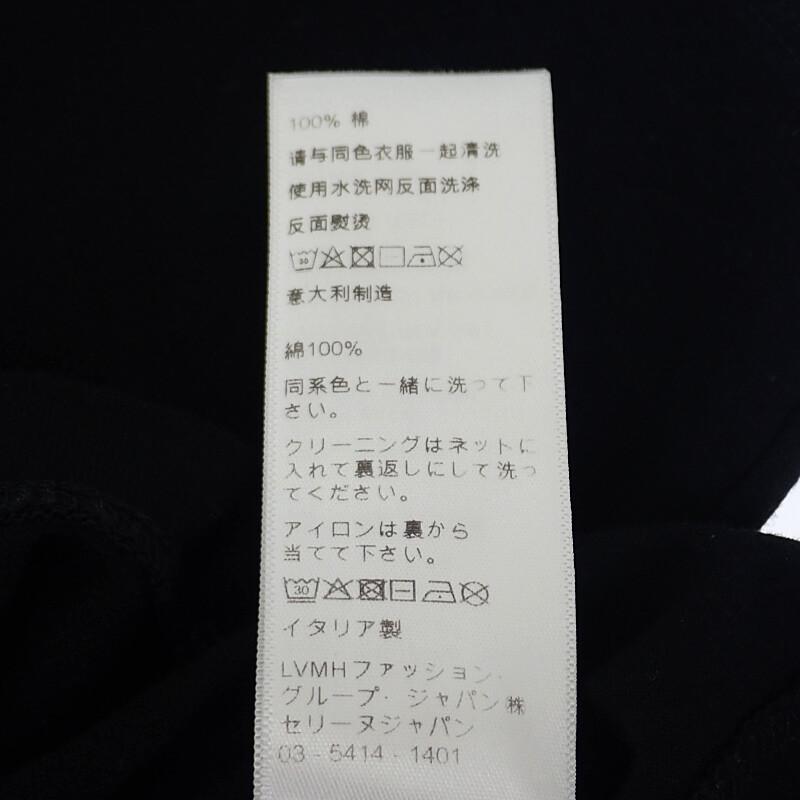 100% 棉
请与同色衣服一起清洗
使用水洗网反面洗涤
反面熨烫
30
意大利制造
綿100%
同系色と一緒に洗って下
さい。
クリーニングはネットに
入れて裏返しにして洗っ
てください。
アイロンは裏から
当てて下さい。
30
イタリア製
LVMHファッション・
グループ・ジャパン㈱
セリーヌジャパン
03 - 5414 - 1401